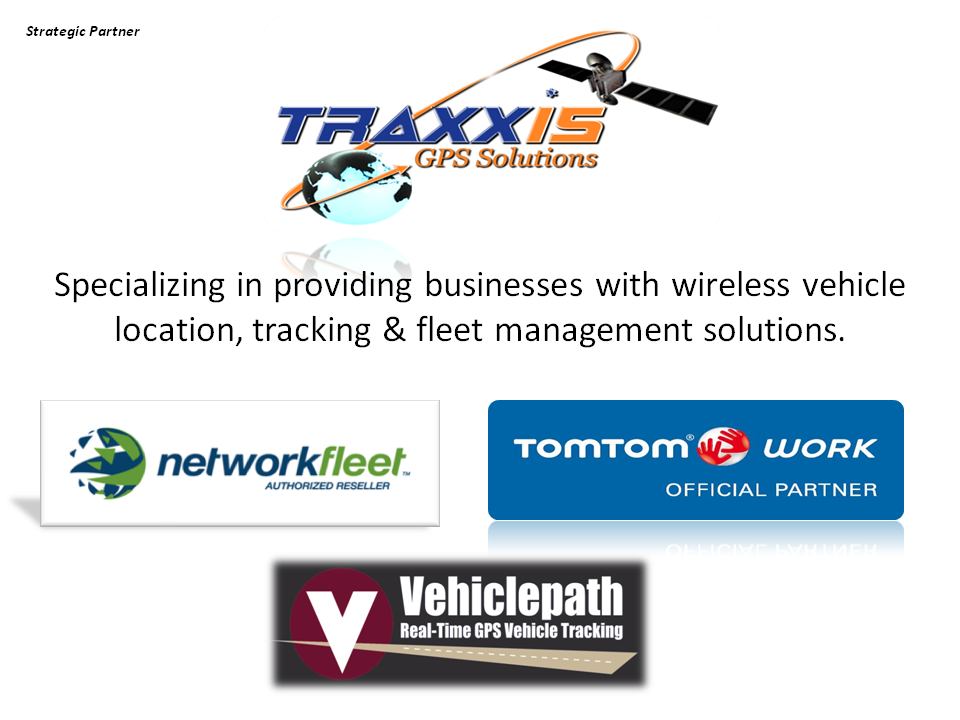 Strategic Partner
TRAXXIS
GPS Solutions
Specializing in providing businesses with wireless vehicle
location, tracking & fleet management solutions.
networkfleet™
AUTHORIZED RESELLER
TOMTOM® WORK
OFFICIAL PARTNER
Vehiclepath
Real-Time GPS Vehicle Tracking